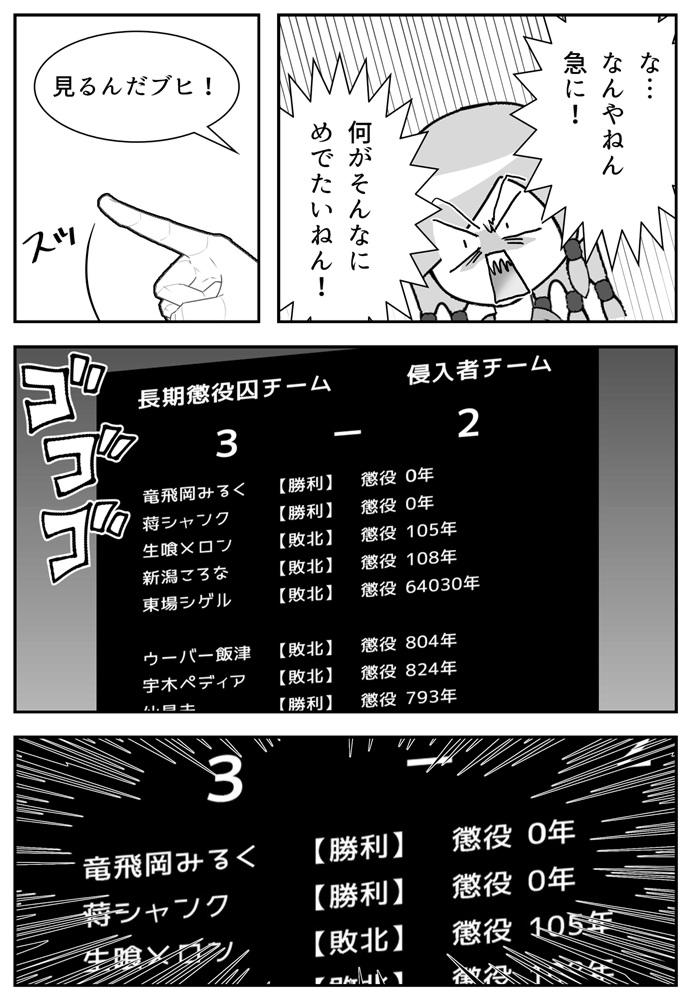 な…
なんやねん
急に！
何がそんなに
めでたいねん！
見るんだブヒ！
ズッ
ゴゴゴ
長期懲役囚チーム 侵入者チーム
3 － 2
竜飛岡みるく 【勝利】 懲役 0年
蒋シャンク 【勝利】 懲役 0年
生喰メロン 【敗北】 懲役 105年
新潟ころな 【敗北】 懲役 108年
東場シゲル 【敗北】 懲役 64030年
ウーバー飯津 【敗北】 懲役 804年
宇木ペディア 【敗北】 懲役 824年
【勝利】 懲役 793年
3 －
竜飛岡みるく 【勝利】 懲役 0年
蒋シャンク 【勝利】 懲役 0年
生喰メロン 【敗北】 懲役 105年